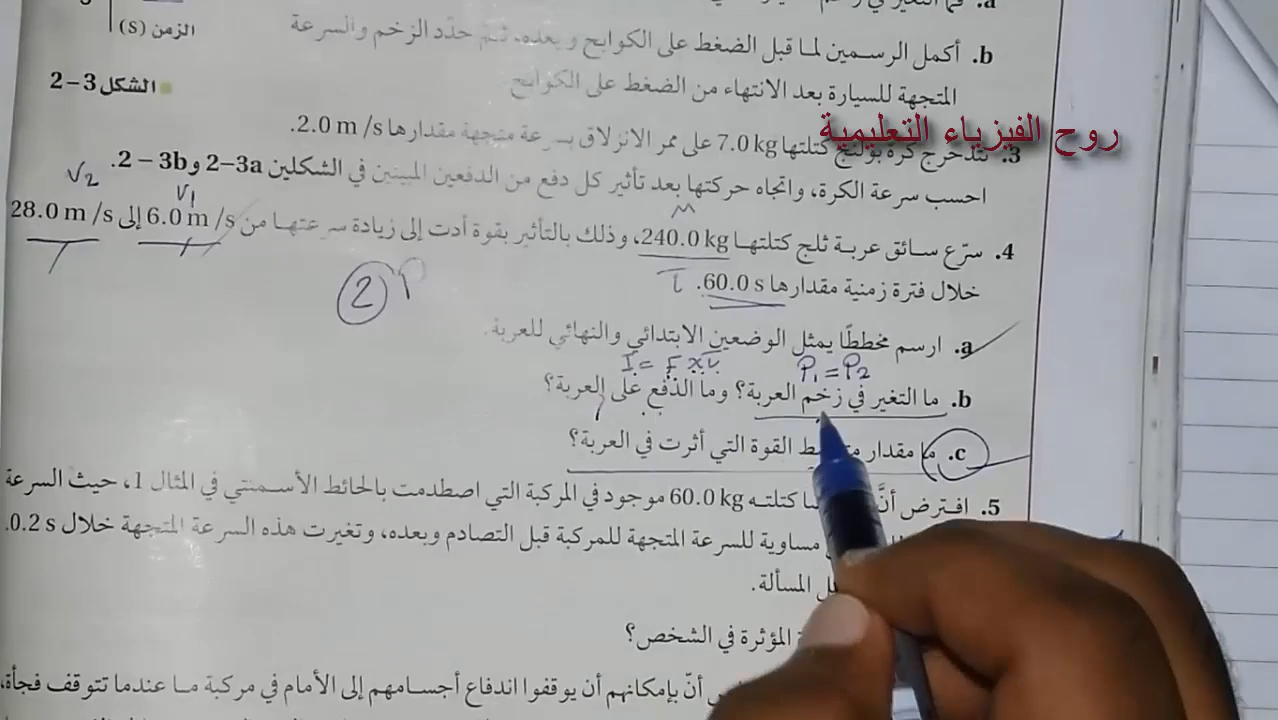 b. أكمل الرسمين لما قبل الضغط على الكوابح وبعده، ثم حدّد الزخم والسرعة
الزمن (s)
المتجهة للسيارة بعد الانتهاء من الضغط على الكوابح
الشكل 3–2
روح الفيزياء التعليمية
3. تتدحرج كرة بولنج كتلتها 7.0 kg على ممر الانزلاق بسرعة متجهة مقدارها 2.0 m/s.
احسب سرعة الكرة، واتجاه حركتها بعد تأثير كل دفع من الدفعين المبينين في الشكلين 2–3a و 2–3b.
V2
V1
M
4. سرّع سائق عربة ثلج كتلتها 240.0 kg، وذلك بالتأثير بقوة أدت إلى زيادة سرعتها من 6.0 m/s إلى 28.0 m/s
خلال فترة زمنية مقدارها 60.0 s.
2 P
a. ارسم مخططًا يمثل الوضعين الابتدائي والنهائي للعربة.
P1 = P2
I = F x t
b. ما التغير في زخم العربة؟ وما الدفع على العربة؟
c. ما مقدار القوة التي أثرت في العربة؟
5. افترض أنَّ كتلته 60.0 kg موجود في المركبة التي اصطدمت بالحائط الأسمنتي في المثال 1، حيث السرعة
مساوية للسرعة المتجهة للمركبة قبل التصادم وبعده، وتغيرت هذه السرعة المتجهة خلال 0.2 s.
المسألة.
المؤثرة في الشخص؟
أنّ بإمكانهم أن يوقفوا اندفاع أجسامهم إلى الأمام في مركبة ما عندما تتوقف فجأة،